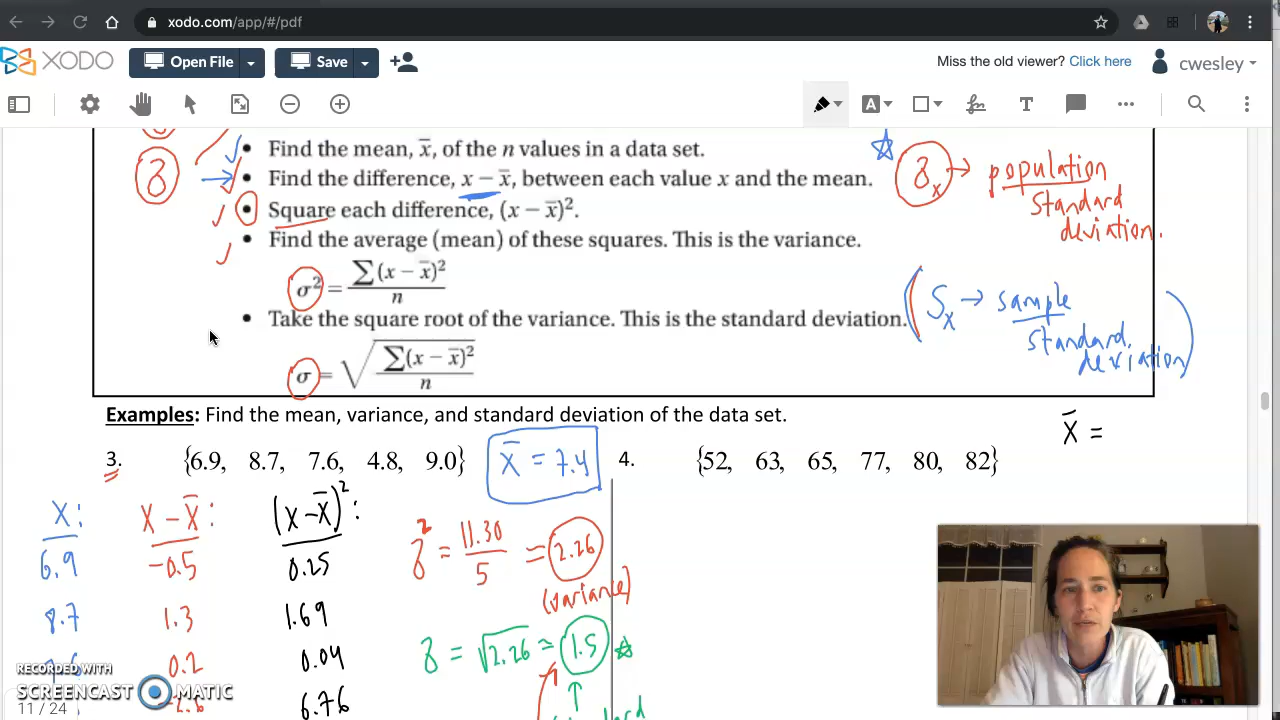 xodo.com/app/#/pdf
XODO
Open File
Save
Miss the old viewer? Click here
cwesley
• Find the mean, x̄, of the n values in a data set.
• Find the difference, x − x̄, between each value x and the mean.
• Square each difference, (x − x̄)².
• Find the average (mean) of these squares. This is the variance.
σ² = ∑(x − x̄)² / n
• Take the square root of the variance. This is the standard deviation.
σ = √(∑(x − x̄)² / n)
σx → population
standard
deviation.
(Sx → sample
standard
deviation)
Examples: Find the mean, variance, and standard deviation of the data set.
x̄ =
3. {6.9, 8.7, 7.6, 4.8, 9.0}
x̄ = 7.4
4. {52, 63, 65, 77, 80, 82}
x:
6.9
8.7
x − x̄:
-0.5
1.3
0.2
(x-x̄)²:
0.25
1.69
0.04
6.76
σ² = 11.30/5 = 2.26
(variance)
σ = √2.26 ≈ 1.5
RECORDED WITH
SCREENCAST MATIC
11 / 24